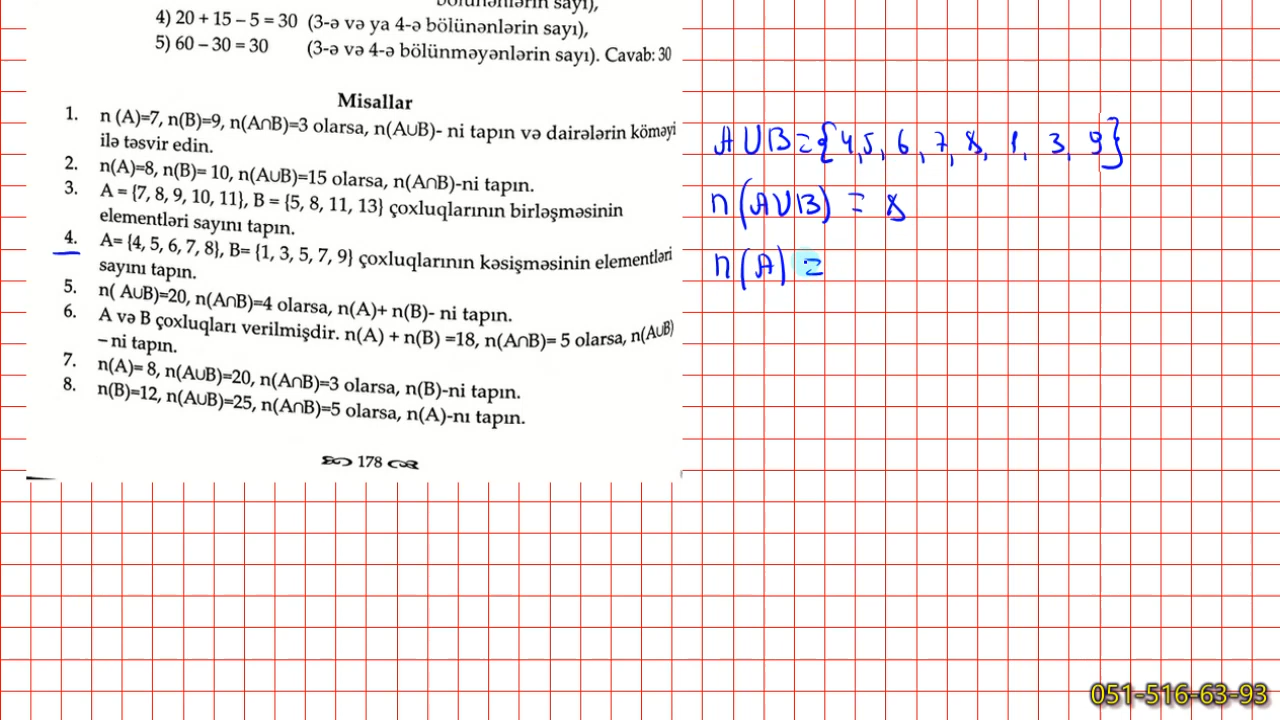 bölünənlərin sayı),
4) 20 + 15 – 5 = 30 (3-ə və ya 4-ə bölünənlərin sayı),
5) 60 – 30 = 30 (3-ə və 4-ə bölünməyənlərin sayı). Cavab: 30
Misallar
1. n (A)=7, n(B)=9, n(A∩B)=3 olarsa, n(A∪B)- ni tapın və dairələrin köməyi
ilə təsvir edin.
2. n(A)=8, n(B)= 10, n(A∪B)=15 olarsa, n(A∩B)-ni tapın.
3. A = {7, 8, 9, 10, 11}, B = {5, 8, 11, 13} çoxluqlarının birləşməsinin
elementləri sayını tapın.
4. A= {4, 5, 6, 7, 8}, B= {1, 3, 5, 7, 9} çoxluqlarının kəsişməsinin elementləri
sayını tapın.
5. n( A∪B)=20, n(A∩B)=4 olarsa, n(A)+ n(B)- ni tapın.
6. A və B çoxluqları verilmişdir. n(A) + n(B) =18, n(A∩B)= 5 olarsa, n(A∪B)
– ni tapın.
7. n(A)= 8, n(A∪B)=20, n(A∩B)=3 olarsa, n(B)-ni tapın.
8. n(B)=12, n(A∪B)=25, n(A∩B)=5 olarsa, n(A)-nı tapın.
178
A∪B={4,5,6,7,8,1,3,9}
n(A∪B) = 8
n(A) =
051-516-63-93